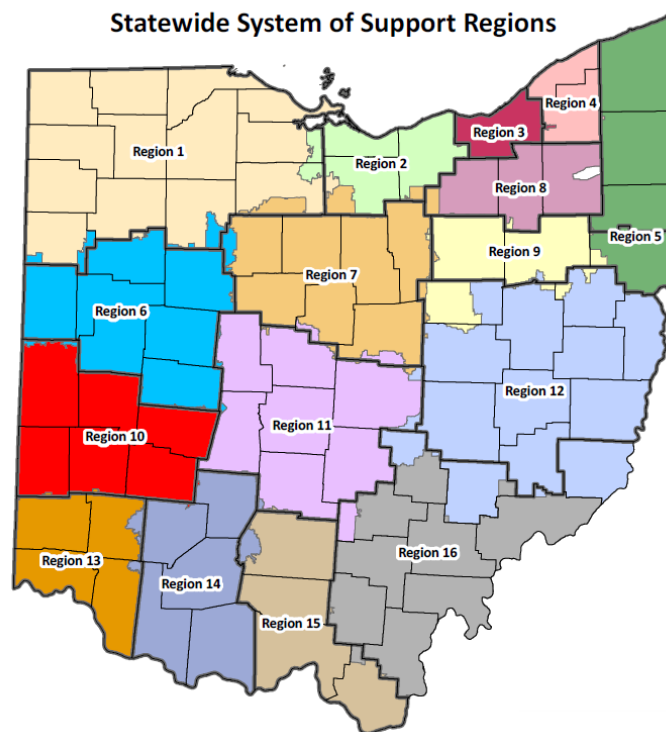 Statewide System of Support Regions
Region 4
Region 3
Region 1
Region 2
Region 8
Region 5
Region 9
Region 7
Region 6
Region 12
Region 11
Region 10
Region 16
Region 13
Region 14
Region 15